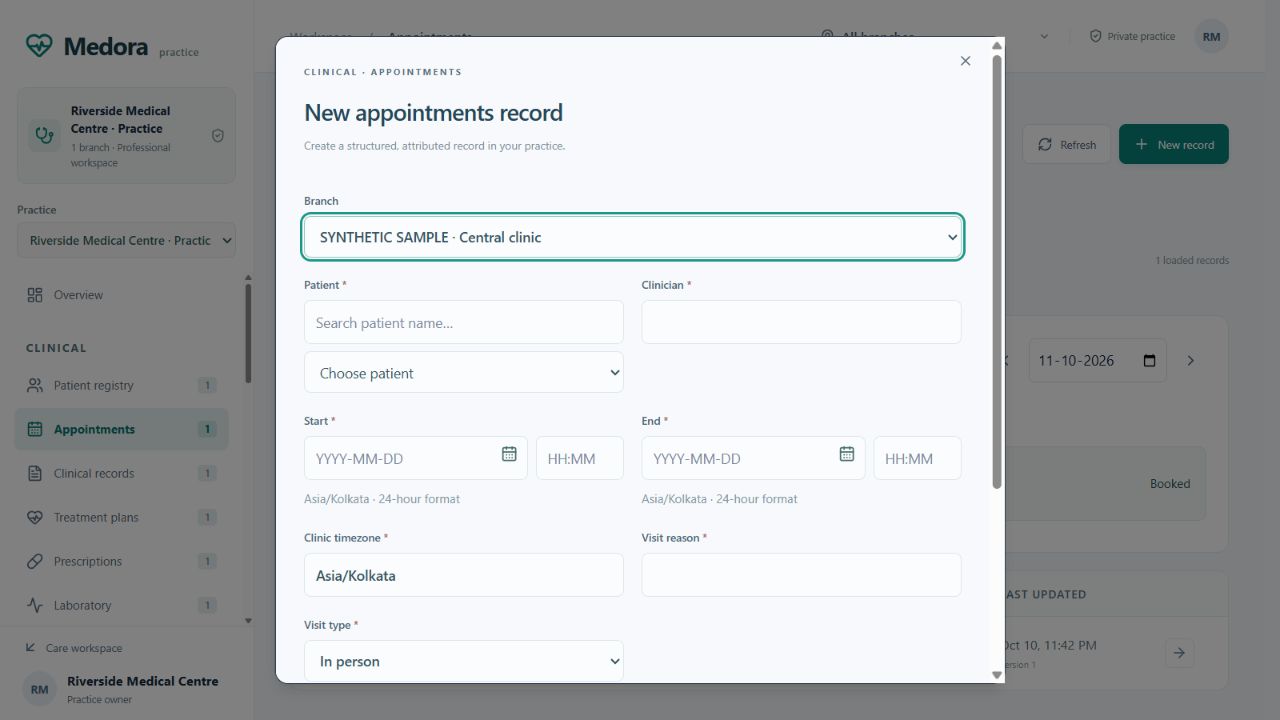 Medora practice
Workspace / Appointments
All branches
Private practice
RM
Riverside Medical
Centre · Practice
1 branch · Professional
workspace
Practice
Riverside Medical Centre · Practic
Overview
CLINICAL
Patient registry 1
Appointments 1
Clinical records 1
Treatment plans 1
Prescriptions 1
Laboratory 1
Care workspace
RM
Riverside Medical Centre
Practice owner
CLINICAL · APPOINTMENTS
New appointments record
Create a structured, attributed record in your practice.
Branch
SYNTHETIC SAMPLE · Central clinic
Patient * Clinician *
Search patient name...
Choose patient
Start * End *
YYYY-MM-DD HH:MM YYYY-MM-DD HH:MM
Asia/Kolkata · 24-hour format Asia/Kolkata · 24-hour format
Clinic timezone * Visit reason *
Asia/Kolkata
Visit type *
In person
Refresh
New record
1 loaded records
11-10-2026
Booked
AST UPDATED
Oct 10, 11:42 PM
ersion 1